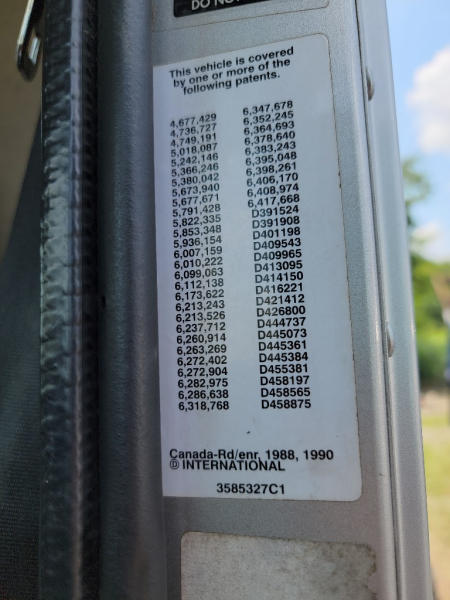 DO NO
This vehicle is covered
by one or more of the
following patents.
4,677,429 6,347,678
4,736,727 6,352,245
4,749,191 6,364,693
5,018,087 6,378,640
5,242,146 6,383,243
5,366,246 6,395,048
5,380,042 6,398,261
5,673,940 6,406,170
5,677,671 6,408,974
5,791,428 6,417,668
5,822,335 D391524
5,853,348 D391908
5,936,154 D401198
6,007,159 D409543
6,010,222 D409965
6,099,063 D413095
6,112,138 D414150
6,173,622 D416221
6,213,243 D421412
6,213,526 D426800
6,237,712 D444737
6,260,914 D445073
6,263,269 D445361
6,272,402 D445384
6,272,904 D455381
6,282,975 D458197
6,286,638 D458565
6,318,768 D458875
Canada-Rd/enr, 1988, 1990
© INTERNATIONAL
3585327C1